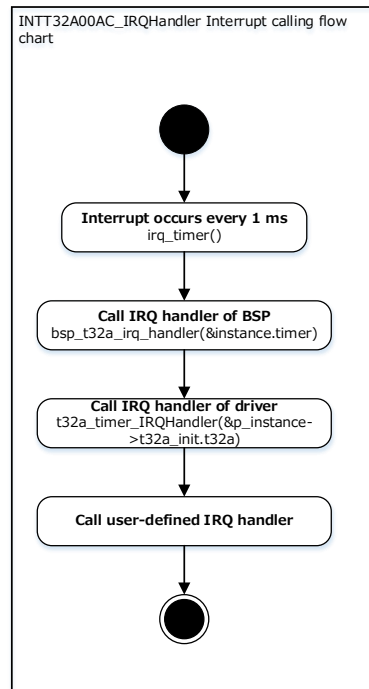 INTT32A00AC_IRQHandler Interrupt calling flow
chart
Interrupt occurs every 1 ms
irq_timer()
Call IRQ handler of BSP
bsp_t32a_irq_handler(&instance.timer)
Call IRQ handler of driver
t32a_timer_IRQHandler(&p_instance-
>t32a_init.t32a)
Call user-defined IRQ handler